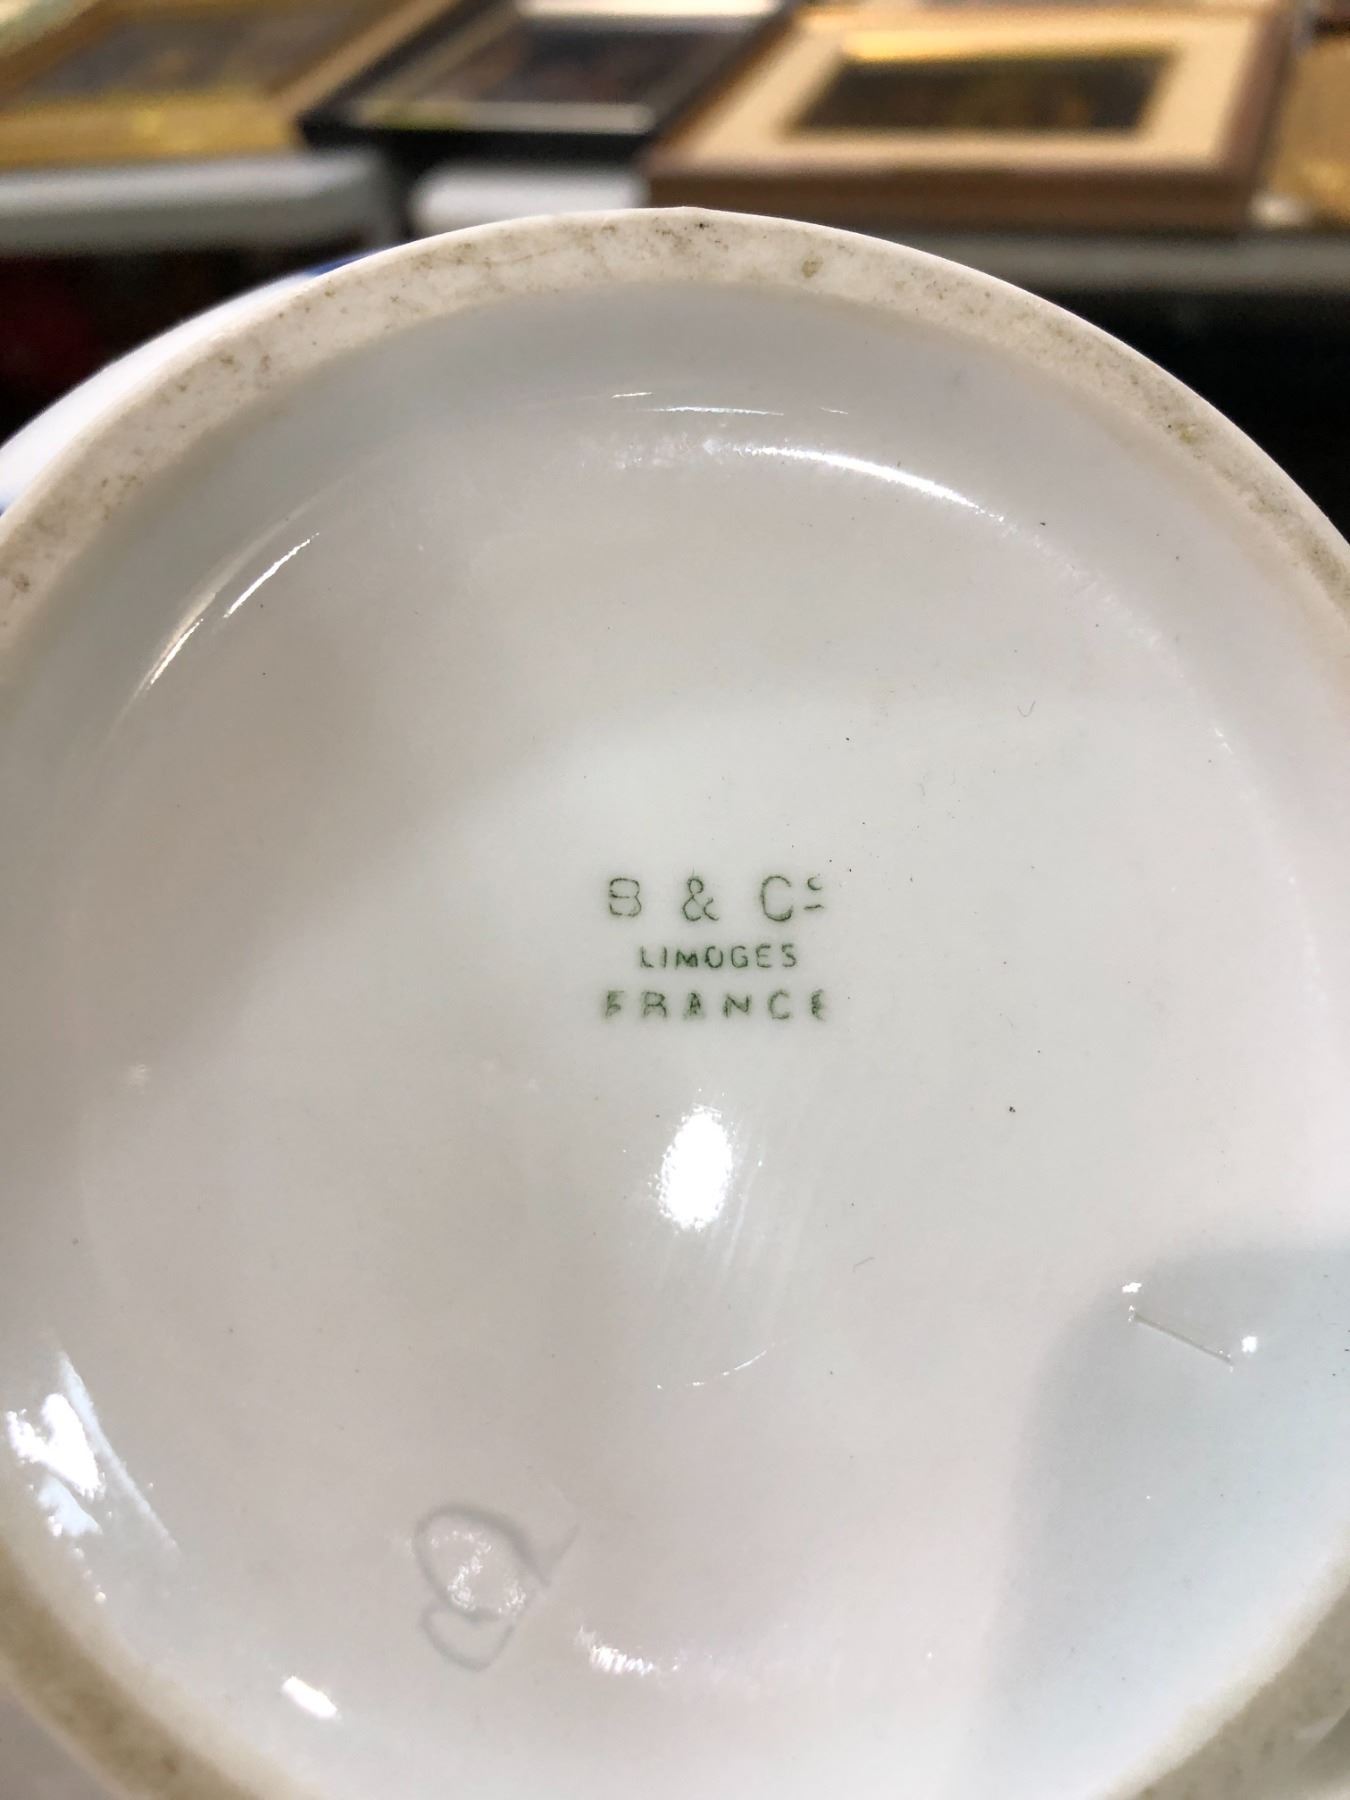 B & Cº
LIMOGES
FRANCE